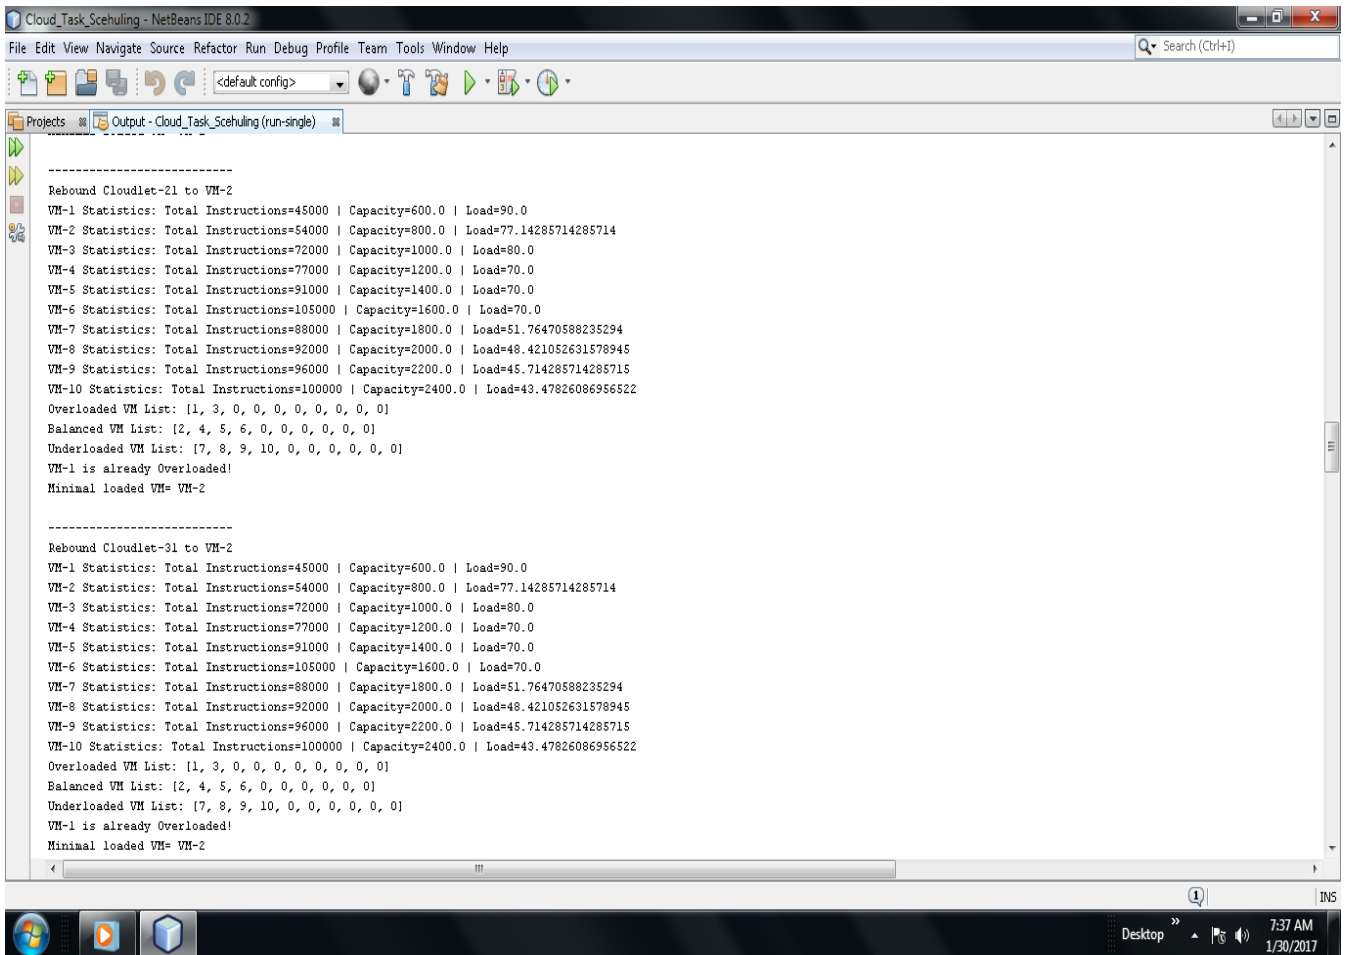 Cloud_Task_Scehuling - NetBeans IDE 8.0.2
File Edit View Navigate Source Refactor Run Debug Profile Team Tools Window Help
Search (Ctrl+I)
<default config>
Projects
Output - Cloud_Task_Scehuling (run-single)
---------------------------
Rebound Cloudlet-21 to VM-2
VM-1 Statistics: Total Instructions=45000 | Capacity=600.0 | Load=90.0
VM-2 Statistics: Total Instructions=54000 | Capacity=800.0 | Load=77.14285714285714
VM-3 Statistics: Total Instructions=72000 | Capacity=1000.0 | Load=80.0
VM-4 Statistics: Total Instructions=77000 | Capacity=1200.0 | Load=70.0
VM-5 Statistics: Total Instructions=91000 | Capacity=1400.0 | Load=70.0
VM-6 Statistics: Total Instructions=105000 | Capacity=1600.0 | Load=70.0
VM-7 Statistics: Total Instructions=88000 | Capacity=1800.0 | Load=51.76470588235294
VM-8 Statistics: Total Instructions=92000 | Capacity=2000.0 | Load=48.421052631578945
VM-9 Statistics: Total Instructions=96000 | Capacity=2200.0 | Load=45.714285714285715
VM-10 Statistics: Total Instructions=100000 | Capacity=2400.0 | Load=43.47826086956522
Overloaded VM List: [1, 3, 0, 0, 0, 0, 0, 0, 0, 0]
Balanced VM List: [2, 4, 5, 6, 0, 0, 0, 0, 0, 0]
Underloaded VM List: [7, 8, 9, 10, 0, 0, 0, 0, 0, 0]
VM-1 is already Overloaded!
Minimal loaded VM= VM-2
---------------------------
Rebound Cloudlet-31 to VM-2
VM-1 Statistics: Total Instructions=45000 | Capacity=600.0 | Load=90.0
VM-2 Statistics: Total Instructions=54000 | Capacity=800.0 | Load=77.14285714285714
VM-3 Statistics: Total Instructions=72000 | Capacity=1000.0 | Load=80.0
VM-4 Statistics: Total Instructions=77000 | Capacity=1200.0 | Load=70.0
VM-5 Statistics: Total Instructions=91000 | Capacity=1400.0 | Load=70.0
VM-6 Statistics: Total Instructions=105000 | Capacity=1600.0 | Load=70.0
VM-7 Statistics: Total Instructions=88000 | Capacity=1800.0 | Load=51.76470588235294
VM-8 Statistics: Total Instructions=92000 | Capacity=2000.0 | Load=48.421052631578945
VM-9 Statistics: Total Instructions=96000 | Capacity=2200.0 | Load=45.714285714285715
VM-10 Statistics: Total Instructions=100000 | Capacity=2400.0 | Load=43.47826086956522
Overloaded VM List: [1, 3, 0, 0, 0, 0, 0, 0, 0, 0]
Balanced VM List: [2, 4, 5, 6, 0, 0, 0, 0, 0, 0]
Underloaded VM List: [7, 8, 9, 10, 0, 0, 0, 0, 0, 0]
VM-1 is already Overloaded!
Minimal loaded VM= VM-2
1
INS
Desktop
7:37 AM
1/30/2017